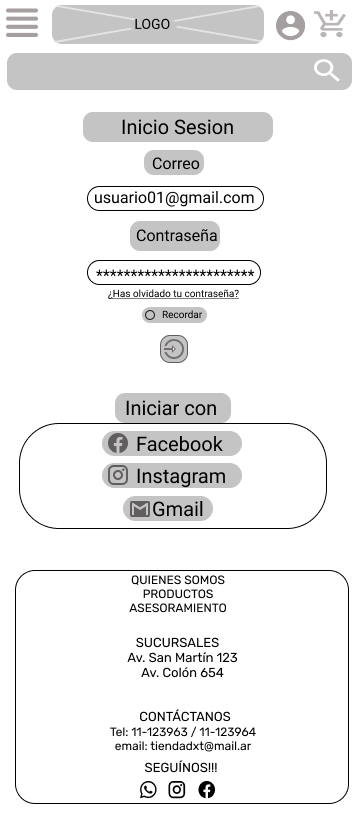 LOGO
Inicio Sesion
Correo
usuario01@gmail.com
Contraseña
***********************
¿Has olvidado tu contraseña?
Recordar
Iniciar con
Facebook
Instagram
Gmail
QUIENES SOMOS
PRODUCTOS
ASESORAMIENTO
SUCURSALES
Av. San Martín 123
Av. Colón 654
CONTÁCTANOS
Tel: 11-123963 / 11-123964
email: tiendadxt@mail.ar
SEGUÍNOS!!!